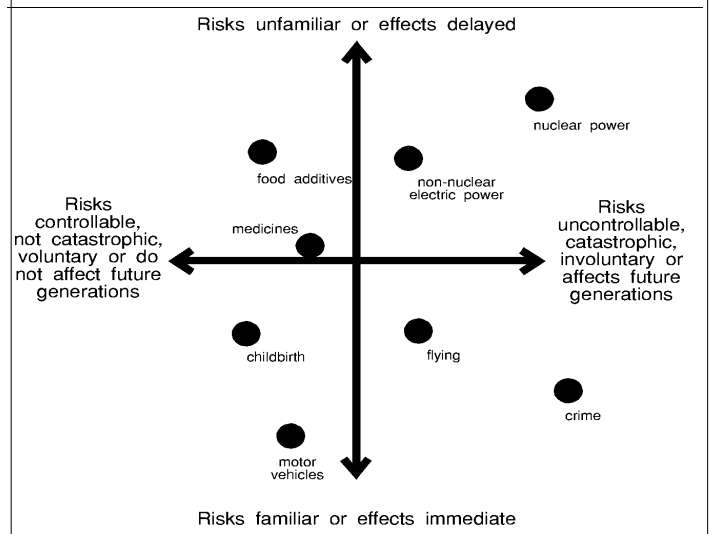 Risks unfamiliar or effects delayed
nuclear power
food additives
non-nuclear
electric power
Risks
controllable,
not catastrophic,
voluntary or do
not affect future
generations
medicines
Risks
uncontrollable,
catastrophic,
involuntary or
affects future
generations
childbirth
flying
crime
motor
vehicles
Risks familiar or effects immediate